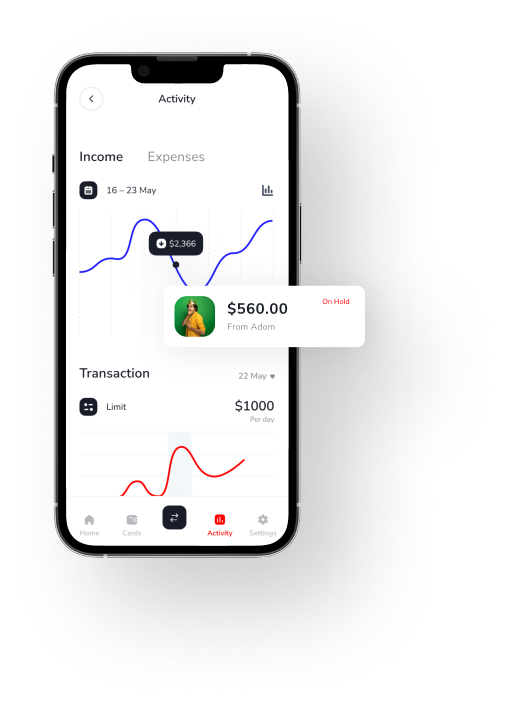 Activity
Income Expenses
16 – 23 May
$2,366
$560.00 On Hold
From Adom
Transaction 22 May
Limit $1000
Per day
Home Cards Activity Settings